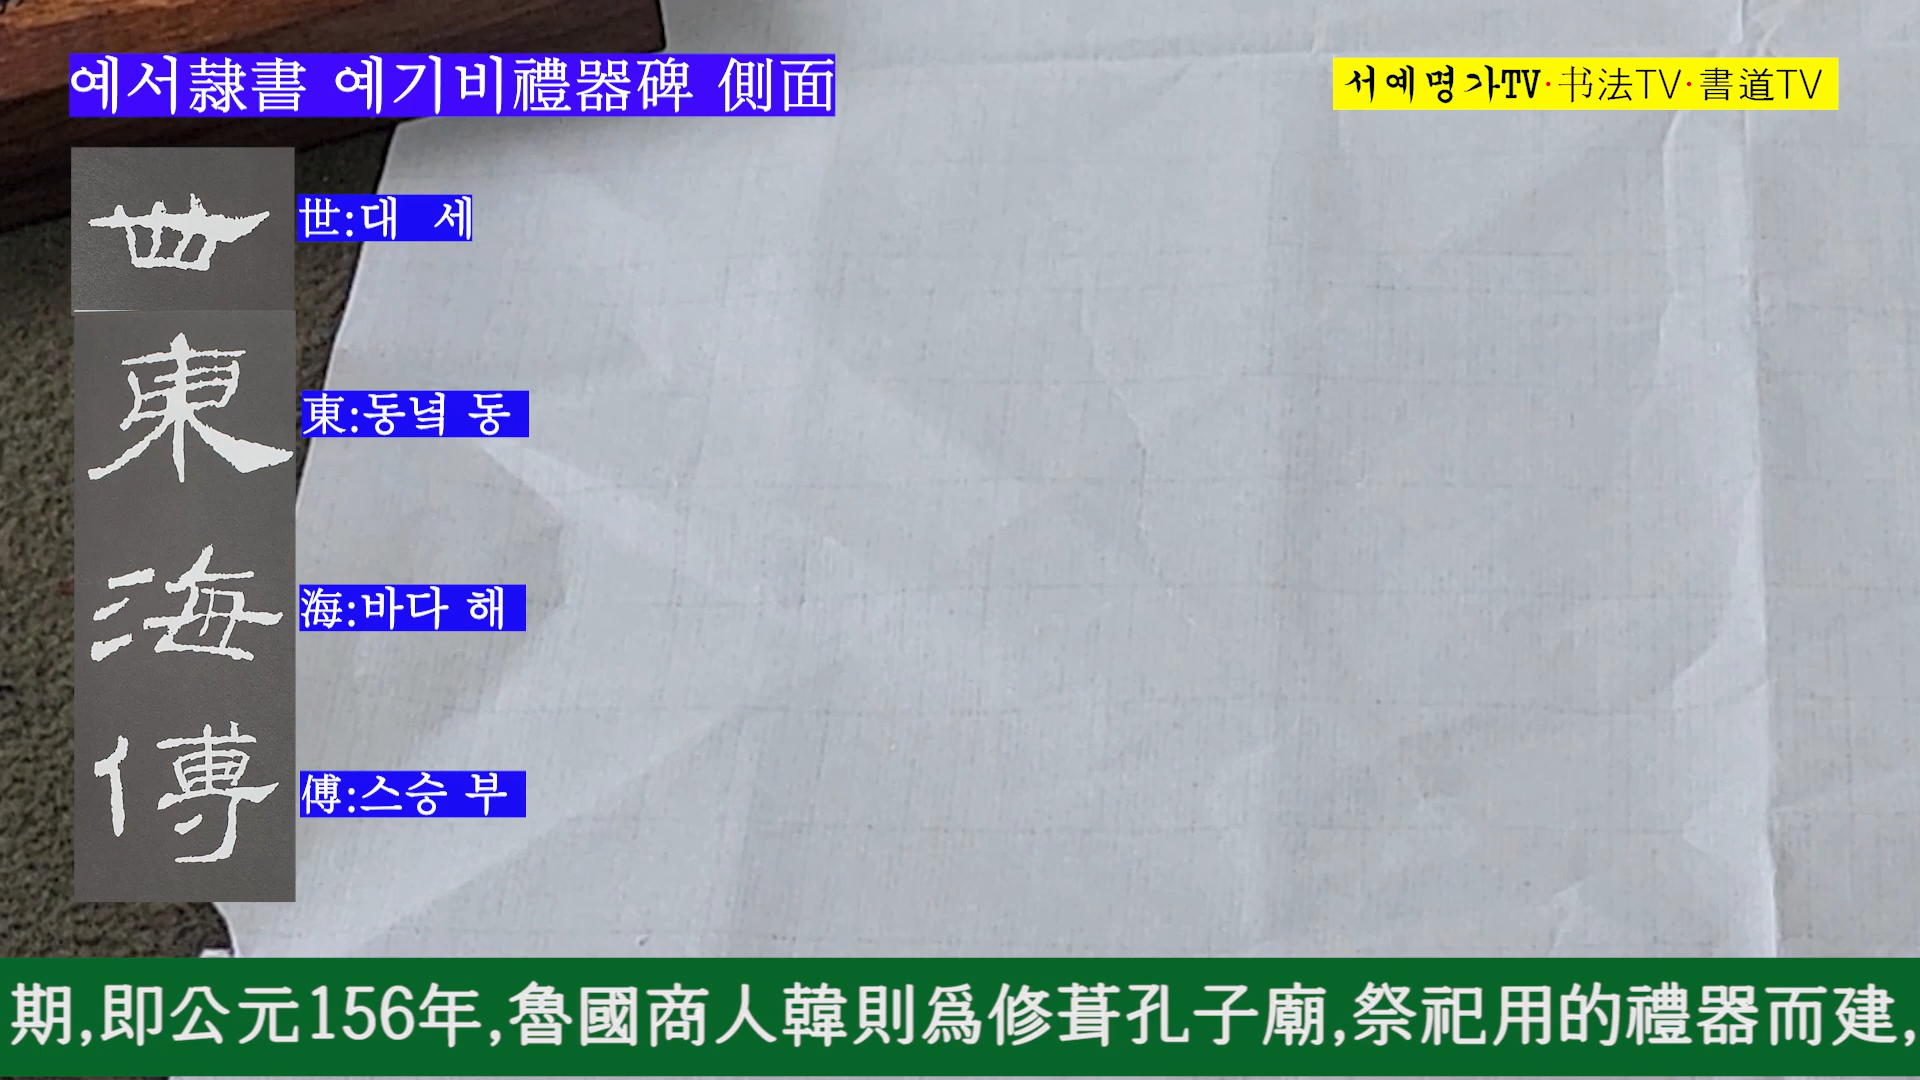 예서隷書 예기비禮器碑 側面
서예명가TV·书法TV·書道TV
世
世:대 세
東
東:동녘 동
海
海:바다 해
傅
傅:스승 부
期,即公元156年,魯國商人韓則爲修葺孔子廟,祭祀用的禮器而建,